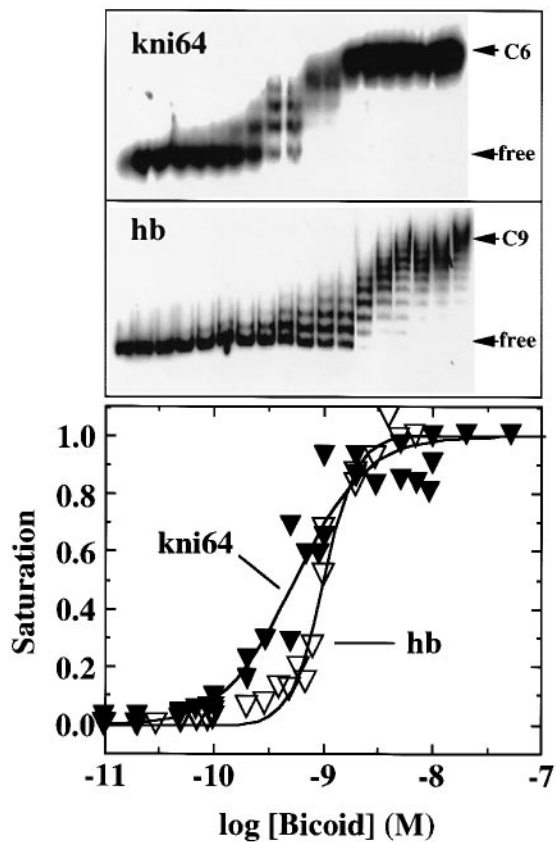 kni64
C6
free
hb
C9
free
1.0
0.8
0.6
0.4
0.2
0.0
Saturation
kni64
hb
-11
-10
-9
-8
-7
log [Bicoid] (M)